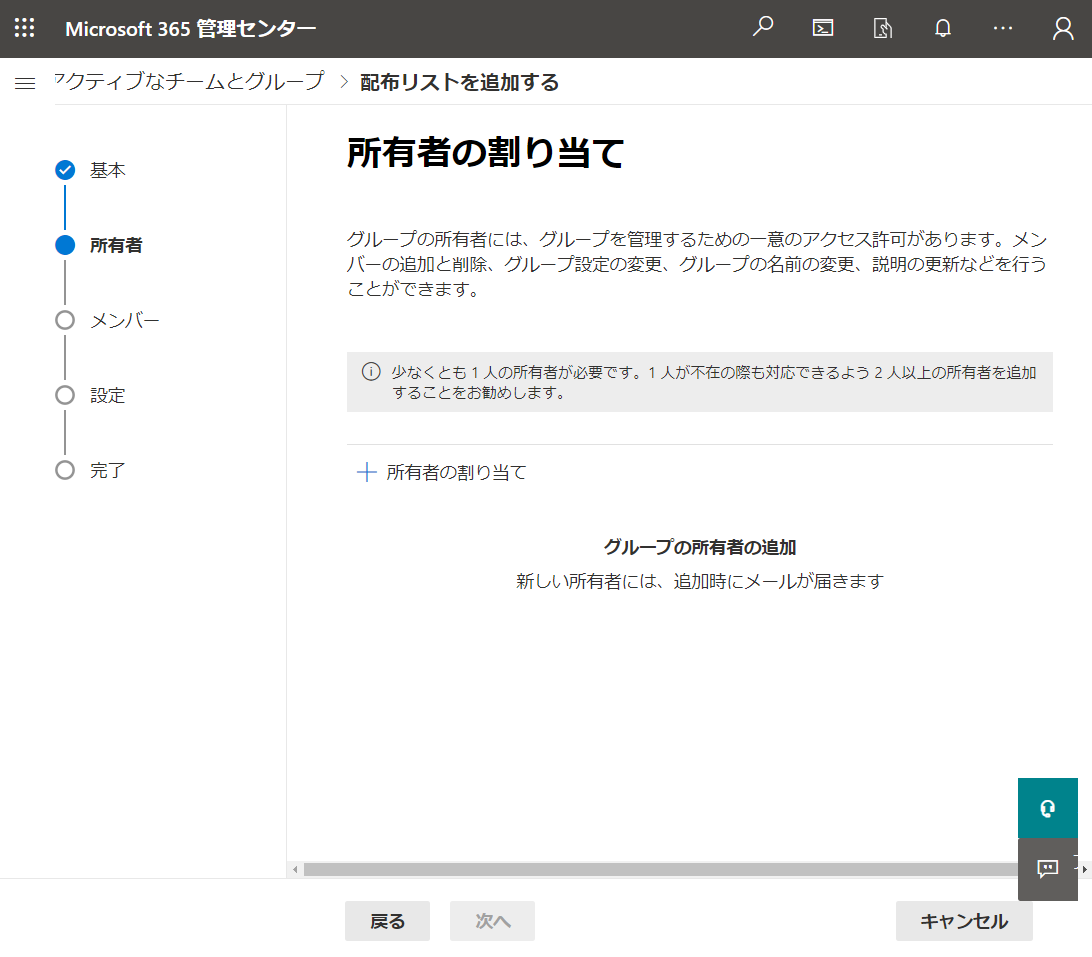 Microsoft 365 管理センター
アクティブなチームとグループ > 配布リストを追加する
基本
所有者
メンバー
設定
完了
所有者の割り当て
グループの所有者には、グループを管理するための一意のアクセス許可があります。メン
バーの追加と削除、グループ設定の変更、グループの名前の変更、説明の更新などを行う
ことができます。
少なくとも 1 人の所有者が必要です。1 人が不在の際も対応できるよう 2 人以上の所有者を追加
することをお勧めします。
所有者の割り当て
グループの所有者の追加
新しい所有者には、追加時にメールが届きます
戻る
次へ
キャンセル